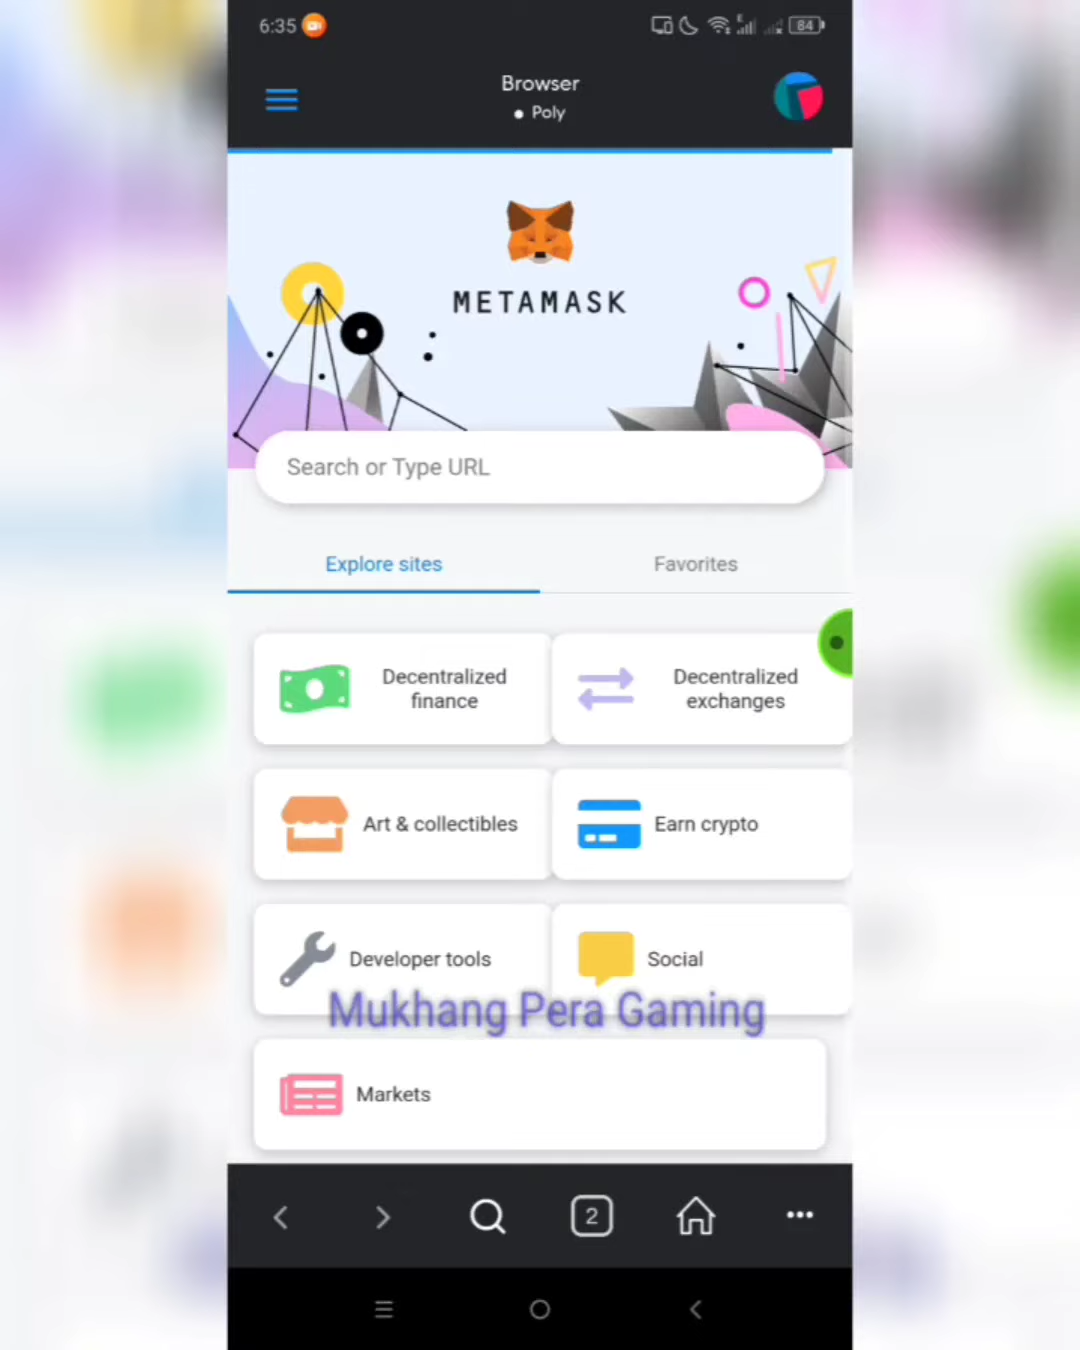 6:35
84
Browser
Poly
METAMASK
Search or Type URL
Explore sites
Favorites
Decentralized
finance
Decentralized
exchanges
Art & collectibles
Earn crypto
Developer tools
Social
Mukhang Pera Gaming
Markets
2